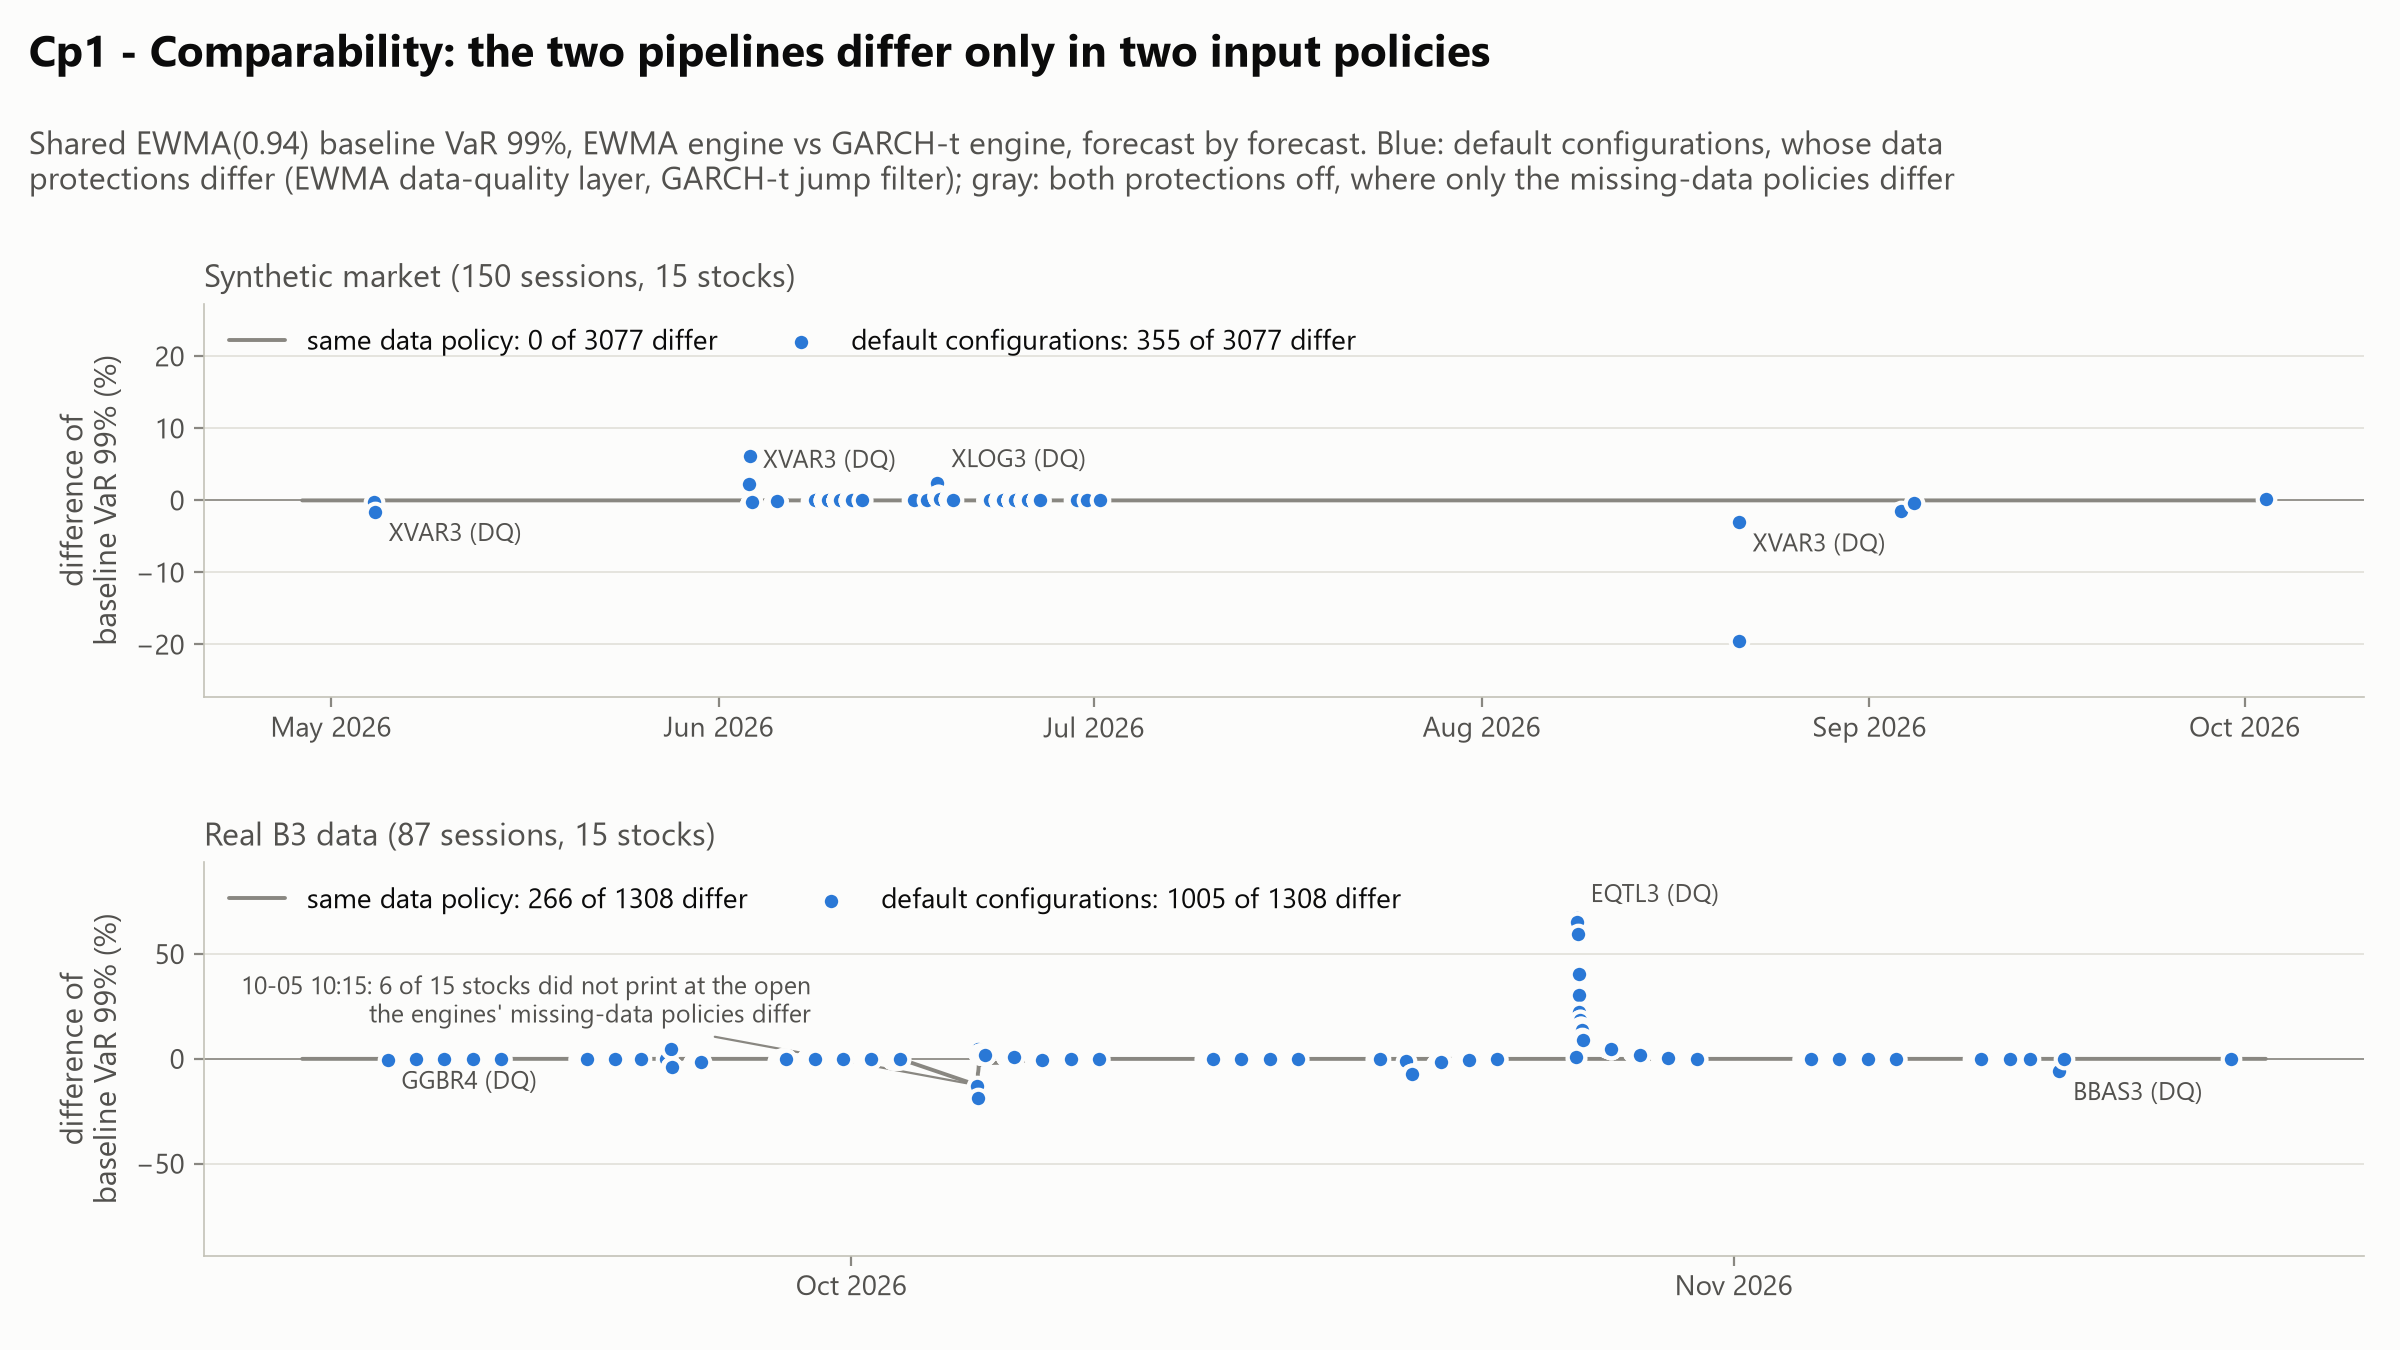 Cp1 - Comparability: the two pipelines differ only in two input policies
Shared EWMA(0.94) baseline VaR 99%, EWMA engine vs GARCH-t engine, forecast by forecast. Blue: default configurations, whose data
protections differ (EWMA data-quality layer, GARCH-t jump filter); gray: both protections off, where only the missing-data policies differ
Synthetic market (150 sessions, 15 stocks)
same data policy: 0 of 3077 differ
default configurations: 355 of 3077 differ
difference of
baseline VaR 99% (%)
20
10
0
−10
−20
XVAR3 (DQ)
XVAR3 (DQ)
XLOG3 (DQ)
XVAR3 (DQ)
May 2026
Jun 2026
Jul 2026
Aug 2026
Sep 2026
Oct 2026
Real B3 data (87 sessions, 15 stocks)
same data policy: 266 of 1308 differ
default configurations: 1005 of 1308 differ
EQTL3 (DQ)
difference of
baseline VaR 99% (%)
50
0
−50
10-05 10:15: 6 of 15 stocks did not print at the open
the engines' missing-data policies differ
GGBR4 (DQ)
BBAS3 (DQ)
Oct 2026
Nov 2026